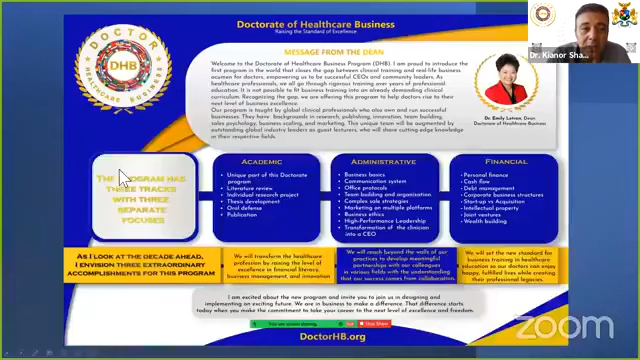 Doctorate of Healthcare Business
Raising the Standard of Excellence
DOCTOR
DHB
HEALTHCARE BUSINESS
MESSAGE FROM THE DEAN
Welcome to the Doctorate of Healthcare Business Program (DHB). I am proud to introduce the
first program in the world that closes the gap between clinical training and real-life business
acumen for doctors, empowering us to be successful CEOs and community leaders. As
healthcare professionals, we all go through rigorous training over years of professional
education. It is not possible to fit business training into an already demanding clinical
curriculum. Recognizing the gap, we are offering this program to help doctors rise to their
next level of business excellence.
Our program is taught by global clinical professionals who also own and run successful
businesses. They have backgrounds in research, publishing, innovation, team building,
sales psychology, business scaling, and marketing. This unique team will be augmented by
outstanding global industry leaders as guest lecturers, who will share cutting-edge knowledge
in their respective fields.
Dr. Emily Letran, Dean
Doctorate of Healthcare Business
Dr. Kianor Sha...
THE PROGRAM HAS
THREE TRACKS
WITH THREE
SEPARATE
FOCUSES
ACADEMIC
• Unique part of this Doctorate
program
• Literature review
• Individual research project
• Thesis development
• Oral defense
• Publication
ADMINISTRATIVE
• Business basics
• Communication system
• Office protocols
• Team building and organization
• Complex sale strategies
• Marketing on multiple platforms
• Business ethics
• High-Performance Leadership
• Transformation of the clinician
into a CEO
FINANCIAL
• Personal finance
• Cash flow
• Debt management
• Corporate business structures
• Start-up vs Acquisition
• Intellectual property
• Joint ventures
• Wealth building
AS I LOOK AT THE DECADE AHEAD,
I ENVISION THREE EXTRAORDINARY
ACCOMPLISHMENTS FOR THIS PROGRAM
We will transform the healthcare
profession by raising the level of
excellence in financial literacy,
business management, and innovation
We will reach beyond the walls of our
practices to develop meaningful
partnerships with our colleagues
in various fields with the understanding
that our success comes from collaboration.
We will set the new standard for
business training in healthcare
education so our doctors can enjoy
happy, fulfilled lives while creating
their professional legacies.
I am excited about the new program and invite you to join us in designing and
implementing an exciting future. We are in business to make a difference. That difference starts
today when you make the commitment to take your career to the next level of excellence and freedom.
You are screen sharing
Stop Share
DoctorHB.org
zoom